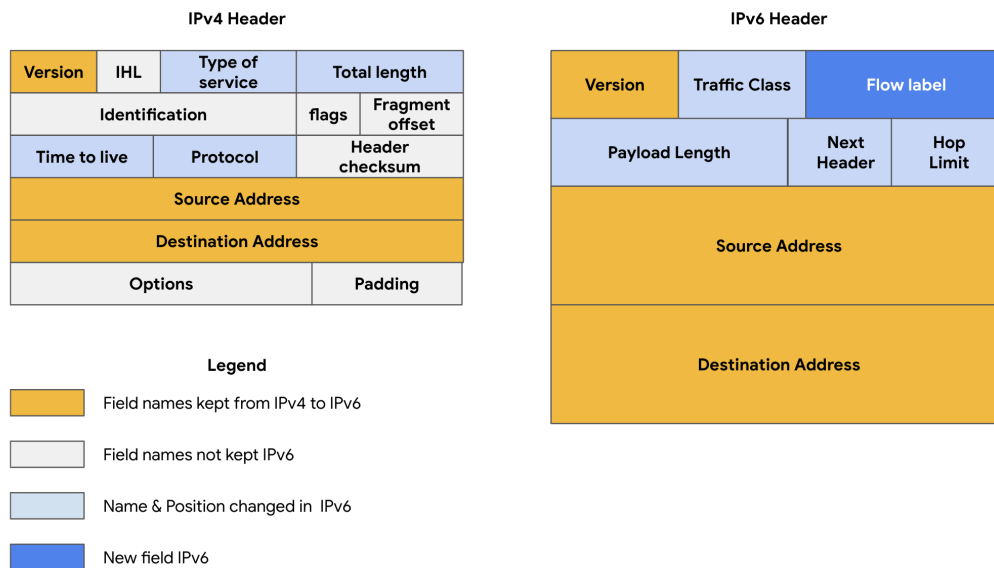 IPv4 Header
Version
IHL
Type of
service
Total length
Identification
flags
Fragment
offset
Time to live
Protocol
Header
checksum
Source Address
Destination Address
Options
Padding
IPv6 Header
Version
Traffic Class
Flow label
Payload Length
Next
Header
Hop
Limit
Source Address
Destination Address
Legend
Field names kept from IPv4 to IPv6
Field names not kept IPv6
Name & Position changed in IPv6
New field IPv6